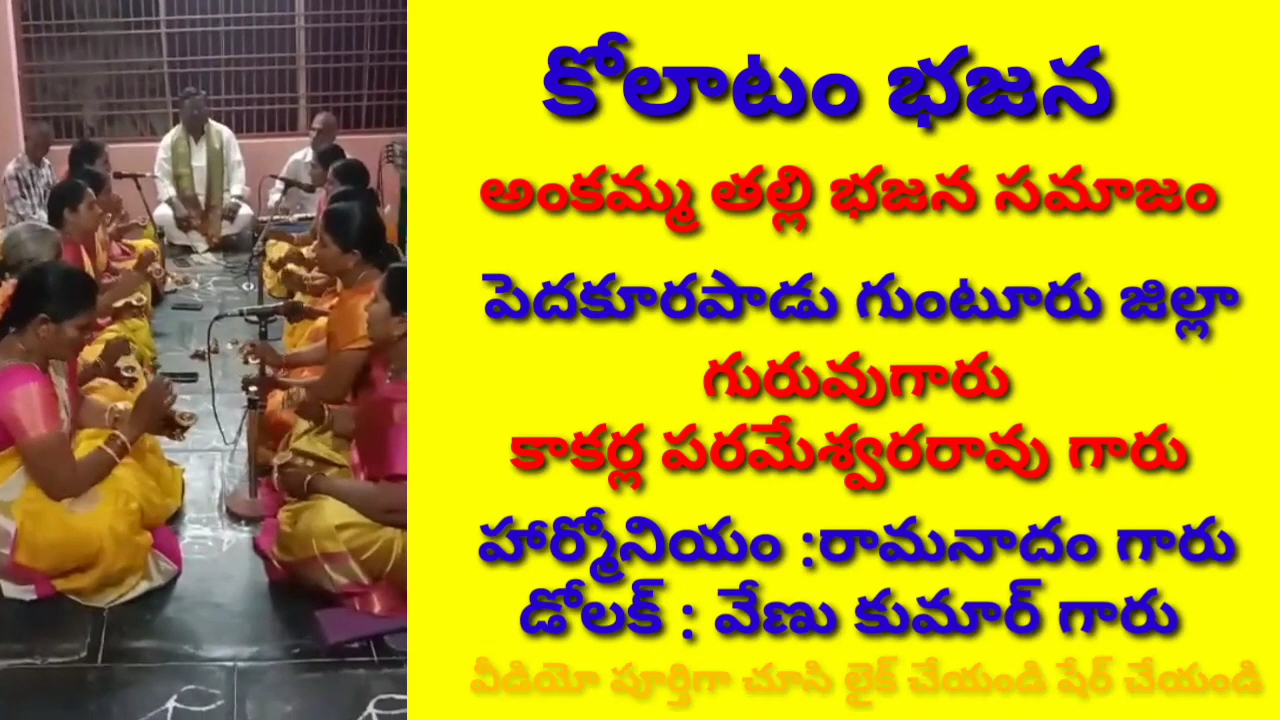 కోలాటం భజన
అంకమ్మ తల్లి భజన సమాజం
పెదకూరపాడు గుంటూరు జిల్లా
గురువుగారు
కాకర్ల పరమేశ్వరరావు గారు
హార్మోనియం :రామనాదం గారు
డోలక్ : వేణు కుమార్ గారు
వీడియో పూర్తిగా చూసి లైక్ చేయండి షేర్ చేయండి